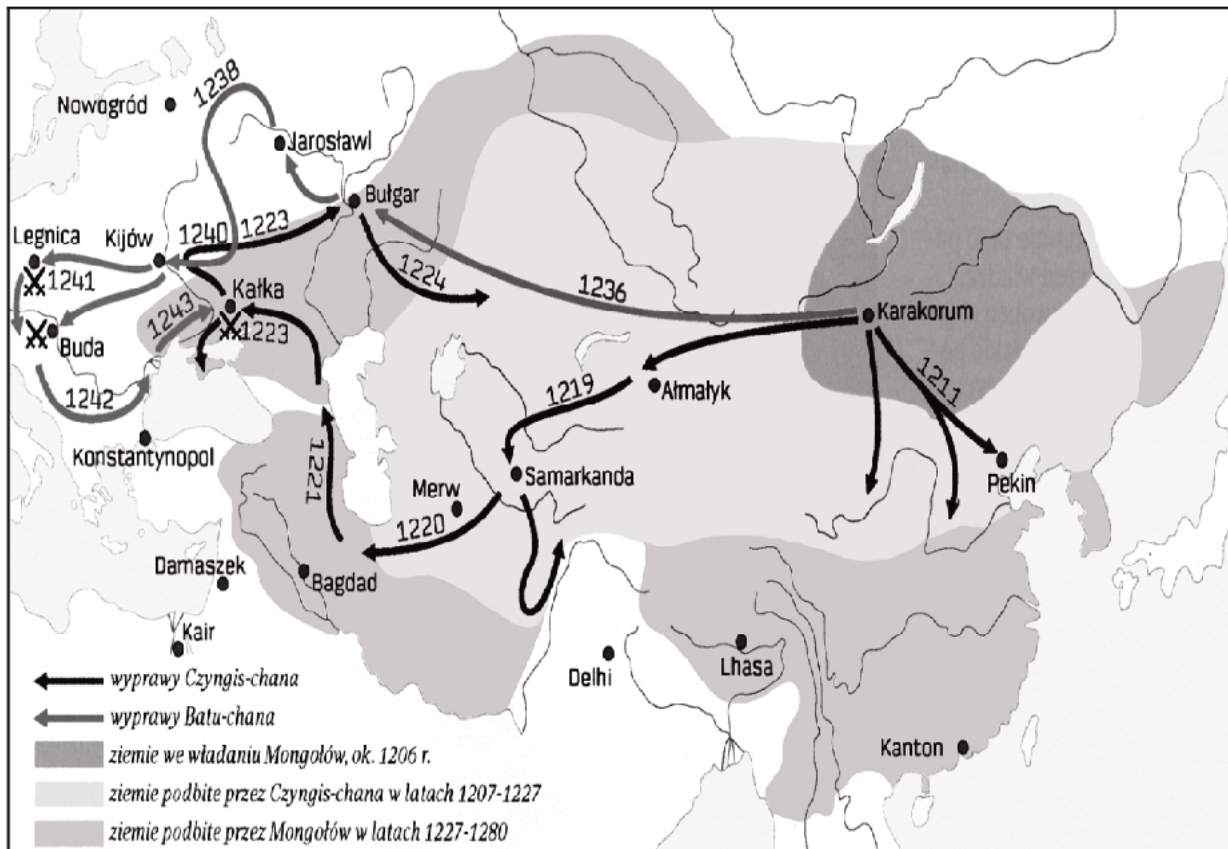 1238
Nowogród
Jarosławl
Bułgar
1240
1223
Legnica
Kijów
1224
1241
Kałka
1236
1243
1223
Karakorum
Buda
1211
1219
Ałmałyk
1242
Konstantynopol
1221
Samarkanda
Merw
Pekin
1220
Damaszek
Bagdad
Kair
Delhi
Lhasa
Kanton
wyprawy Czyngis-chana
wyprawy Batu-chana
ziemie we władaniu Mongołów, ok. 1206 r.
ziemie podbite przez Czyngis-chana w latach 1207-1227
ziemie podbite przez Mongołów w latach 1227-1280